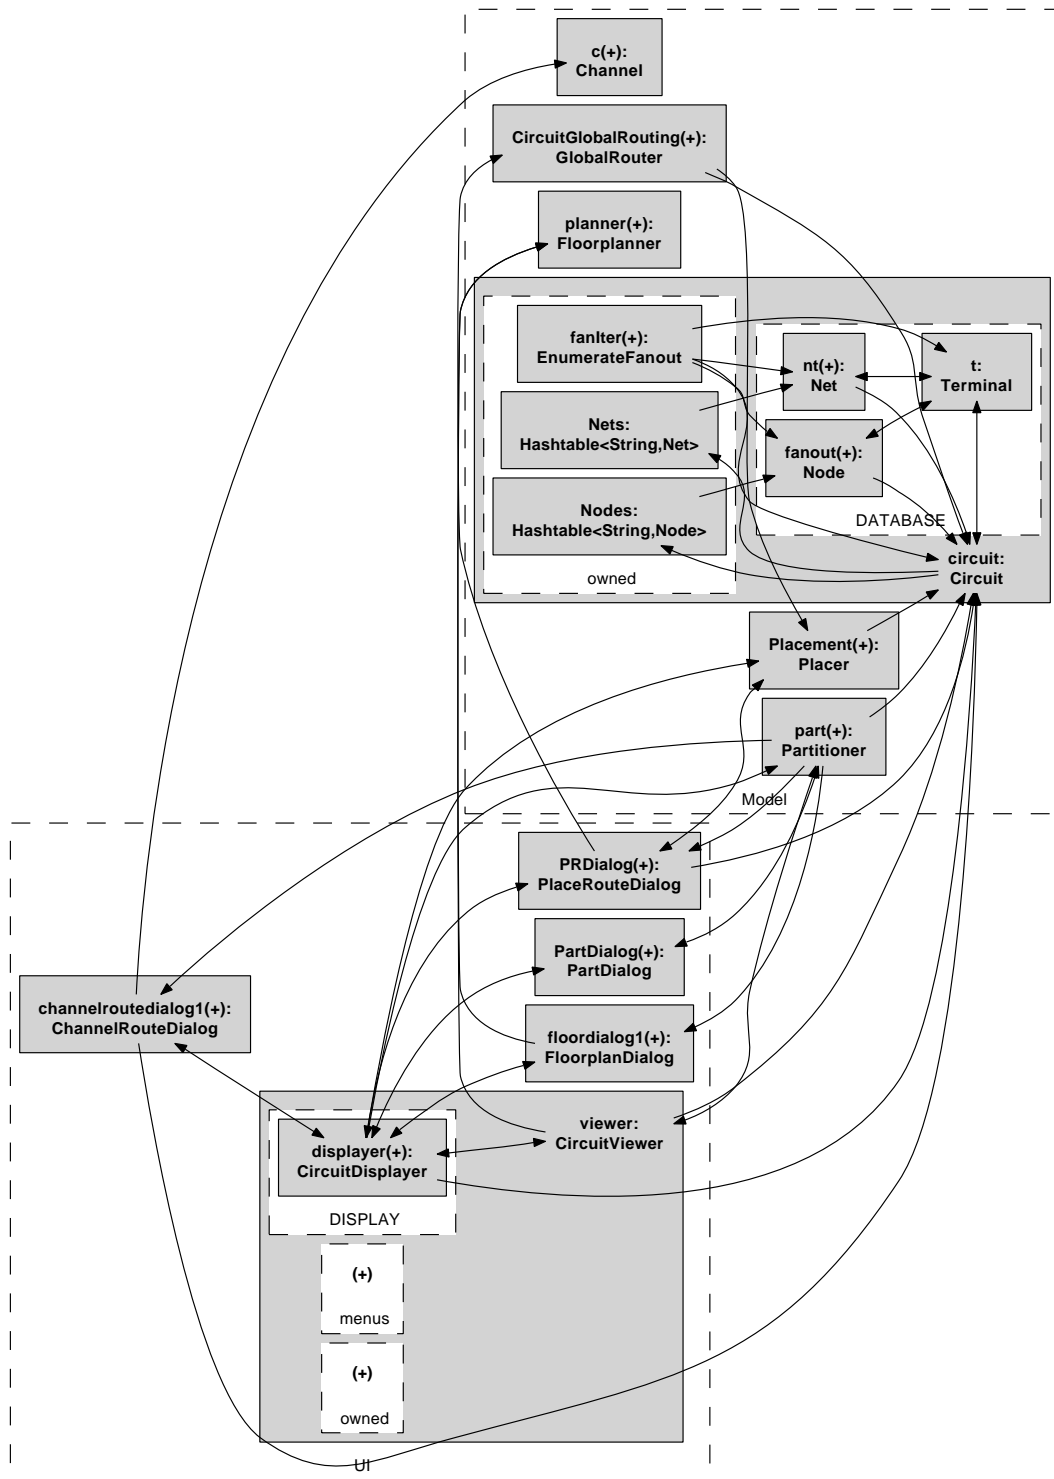 c(+):
Channel
CircuitGlobalRouting(+):
GlobalRouter
planner(+):
Floorplanner
fanIter(+):
EnumerateFanout
nt(+):
Net
t:
Terminal
Nets:
Hashtable<String,Net>
fanout(+):
Node
Nodes:
Hashtable<String,Node>
DATABASE
owned
circuit:
Circuit
Placement(+):
Placer
part(+):
Partitioner
Model
PRDialog(+):
PlaceRouteDialog
PartDialog(+):
PartDialog
channelroutedialog1(+):
ChannelRouteDialog
floordialog1(+):
FloorplanDialog
viewer:
CircuitViewer
displayer(+):
CircuitDisplayer
DISPLAY
(+)
menus
(+)
owned
UI